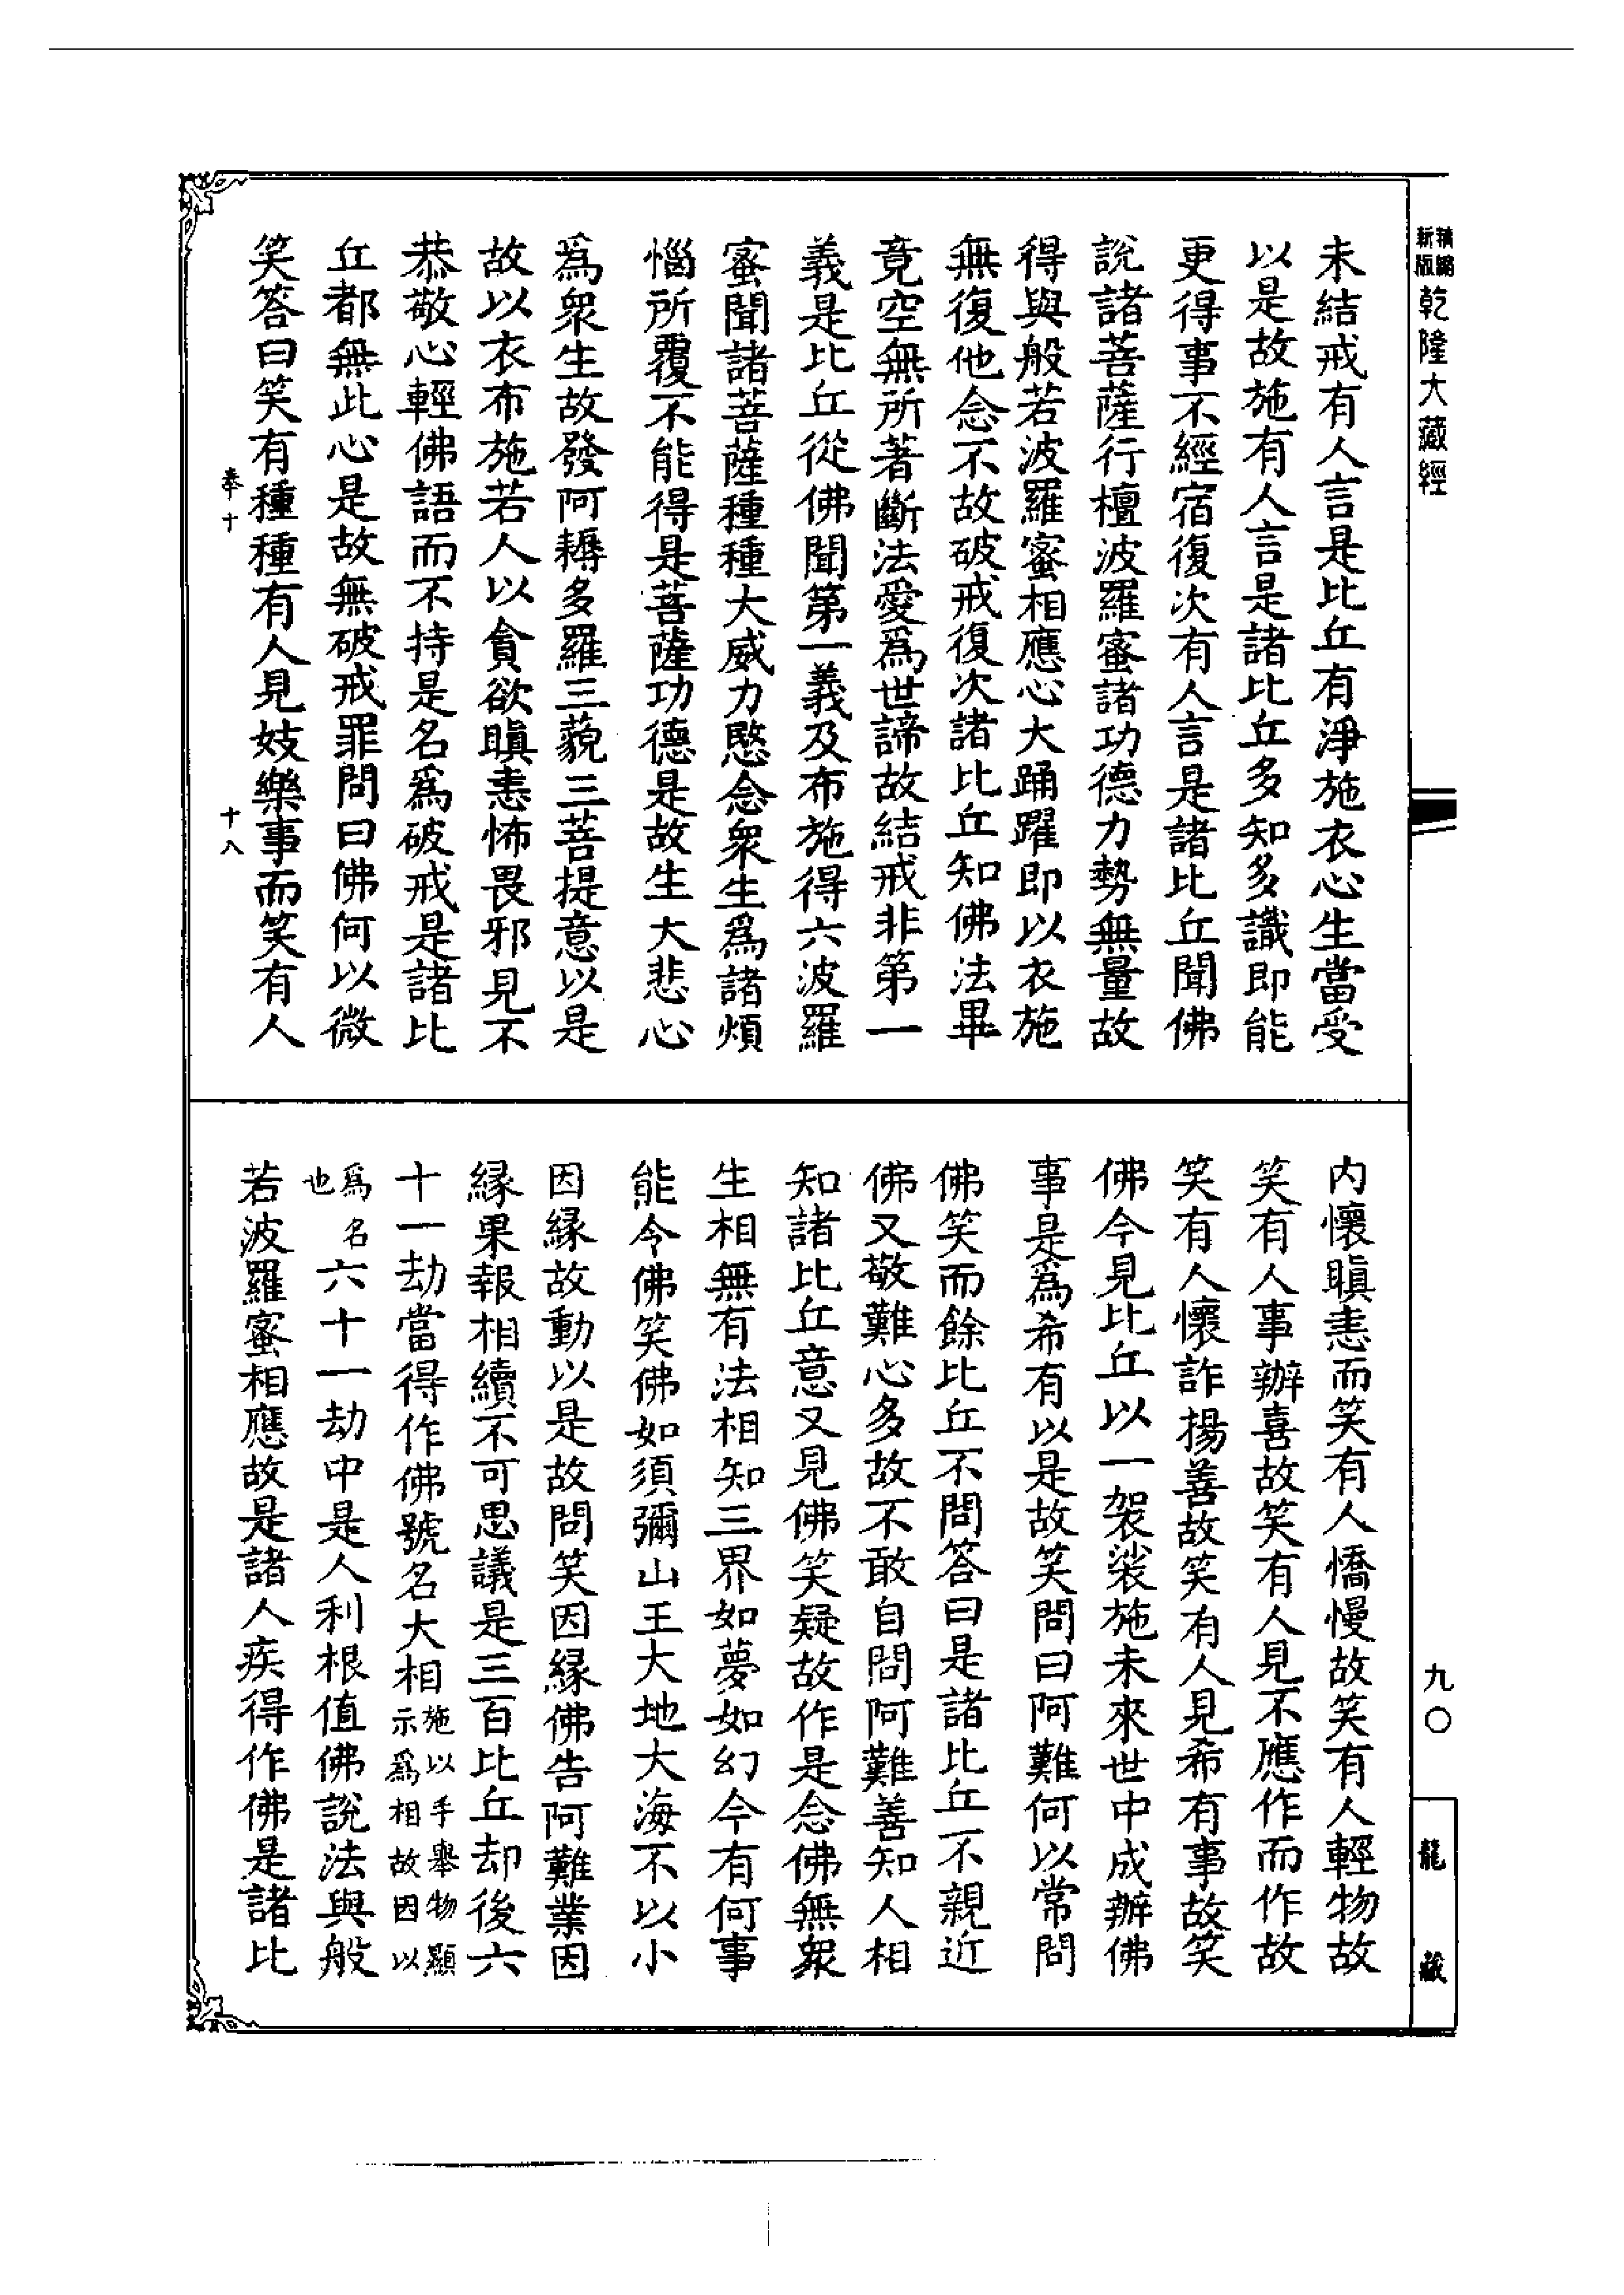 新版精縮乾隆大藏經
九〇
龍藏
未結戒有人言是比丘有淨施衣心生當受
以是故施有人言是諸比丘多知多識即能
更得事不經宿復次有人言是諸比丘聞佛
說諸菩薩行檀波羅蜜諸功德力勢無量故
得與般若波羅蜜相應心大踊躍即以衣施
無復他念不故破戒復次諸比丘知佛法畢
竟空無所著斷法愛爲世諦故結戒非第一
義是比丘從佛聞第一義及布施得六波羅
蜜聞諸菩薩種種大威力愍念衆生爲諸煩
惱所覆不能得是菩薩功德是故生大悲心
爲衆生故發阿耨多羅三藐三菩提意以是
故以衣布施若人以貪欲瞋恚怖畏邪見不
恭敬心輕佛語而不持是名爲破戒是諸比
丘都無此心是故無破戒罪問曰佛何以微
笑答曰笑有種種有人見妓樂事而笑有人
奉十
十八
內懷瞋恚而笑有人憍慢故笑有人輕物故
笑有人事辦喜故笑有人見不應作而作故
笑有人懷詐揚善故笑有人見希有事故笑
佛今見比丘以一袈裟施未來世中成辦佛
事是爲希有以是故笑問曰阿難何以常問
佛笑而餘比丘不問答曰是諸比丘不親近
佛又敬難心多故不敢自問阿難善知人相
知諸比丘意又見佛笑疑故作是念佛無衆
生相無有法相知三界如夢如幻今有何事
能令佛笑佛如須彌山王大地大海不以小
因緣故動以是故問笑因緣佛告阿難業因
緣果報相續不可思議是三百比丘却後六
十一劫當得作佛號名大相施以手舉物顯示爲相故因以
爲名也六十一劫中是人利根值佛說法與般
若波羅蜜相應故是諸人疾得作佛是諸比